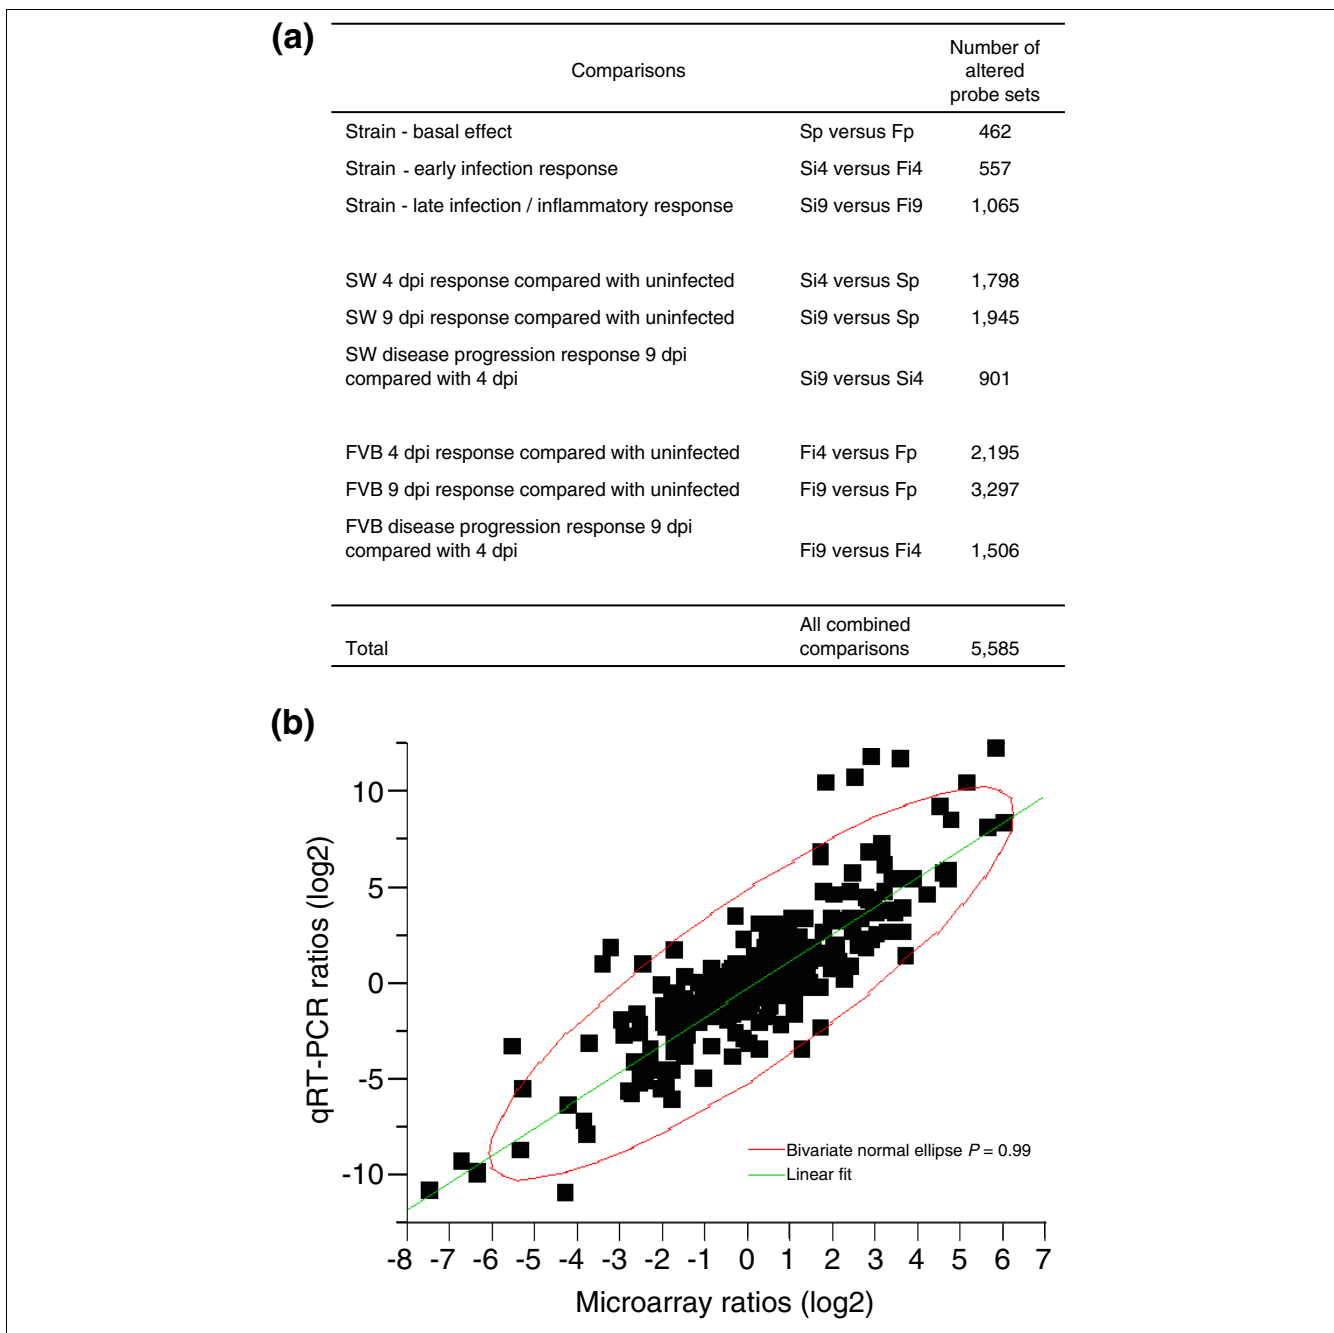 (a)
Comparisons
Number of
altered
probe sets
Strain - basal effect Sp versus Fp 462
Strain - early infection response Si4 versus Fi4 557
Strain - late infection / inflammatory response Si9 versus Fi9 1,065
SW 4 dpi response compared with uninfected Si4 versus Sp 1,798
SW 9 dpi response compared with uninfected Si9 versus Sp 1,945
SW disease progression response 9 dpi
compared with 4 dpi Si9 versus Si4 901
FVB 4 dpi response compared with uninfected Fi4 versus Fp 2,195
FVB 9 dpi response compared with uninfected Fi9 versus Fp 3,297
FVB disease progression response 9 dpi
compared with 4 dpi Fi9 versus Fi4 1,506
All combined
Total comparisons 5,585
(b)
10
5
0
-5
-10
qRT-PCR ratios (log2)
Bivariate normal ellipse P = 0.99
Linear fit
-8 -7 -6 -5 -4 -3 -2 -1 0 1 2 3 4 5 6 7
Microarray ratios (log2)